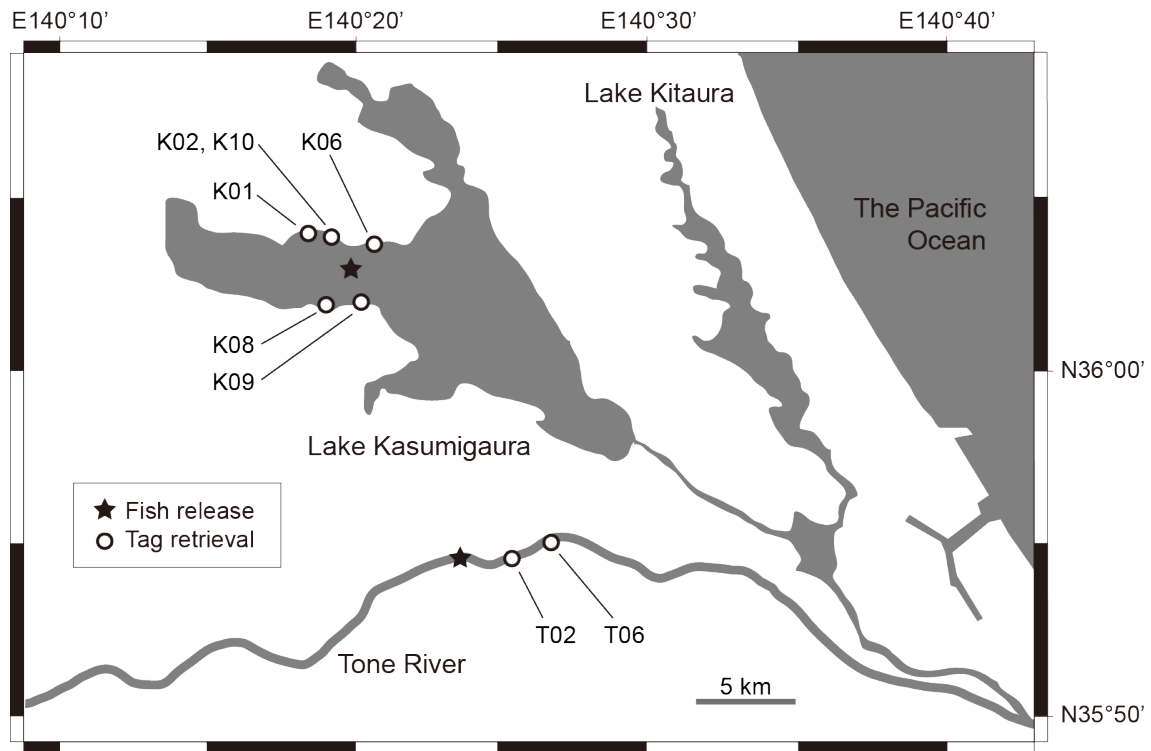 E140°10’ E140°20’ E140°30’ E140°40’
Lake Kitaura
K02, K10 K06
K01
The Pacific
Ocean
K08
K09
N36°00’
Lake Kasumigaura
Fish release
Tag retrieval
T02 T06
Tone River
5 km
N35°50’